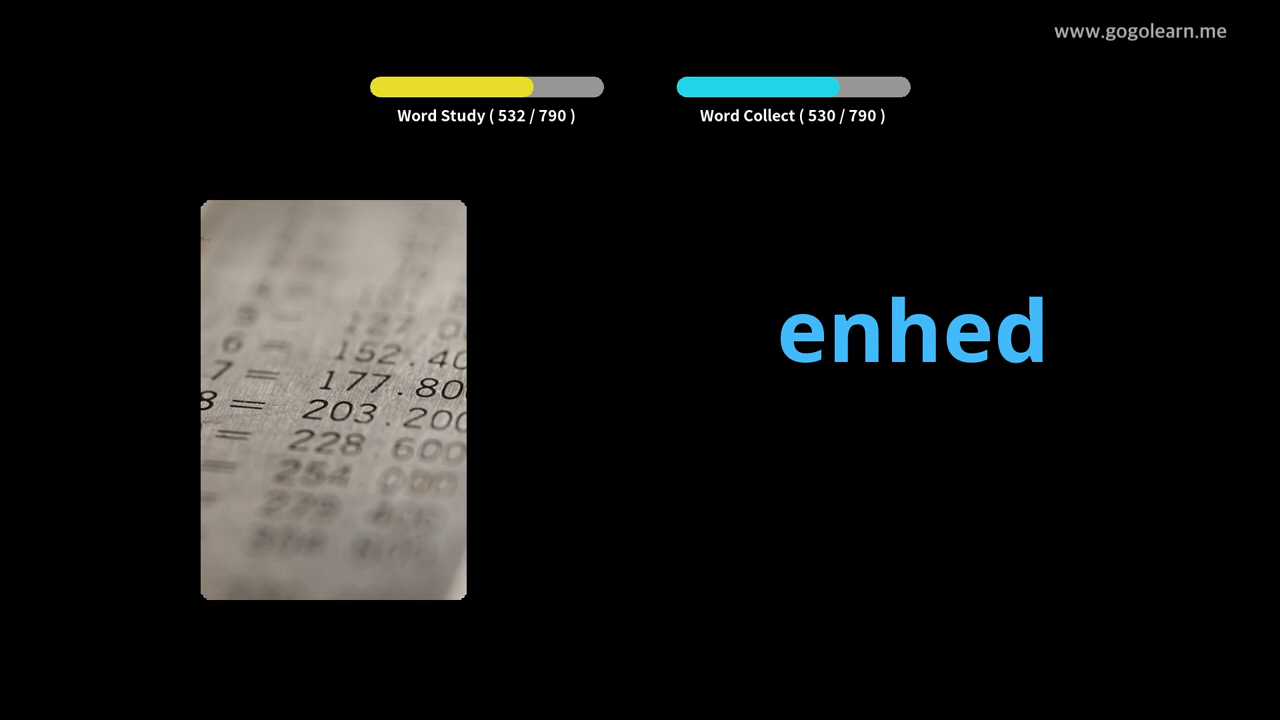 www.gogolearn.me
Word Study ( 532 / 790 )
Word Collect ( 530 / 790 )
enhed
6 = 152.40
7 = 177.80
8 = 203.200
= 228.600
= 254 000